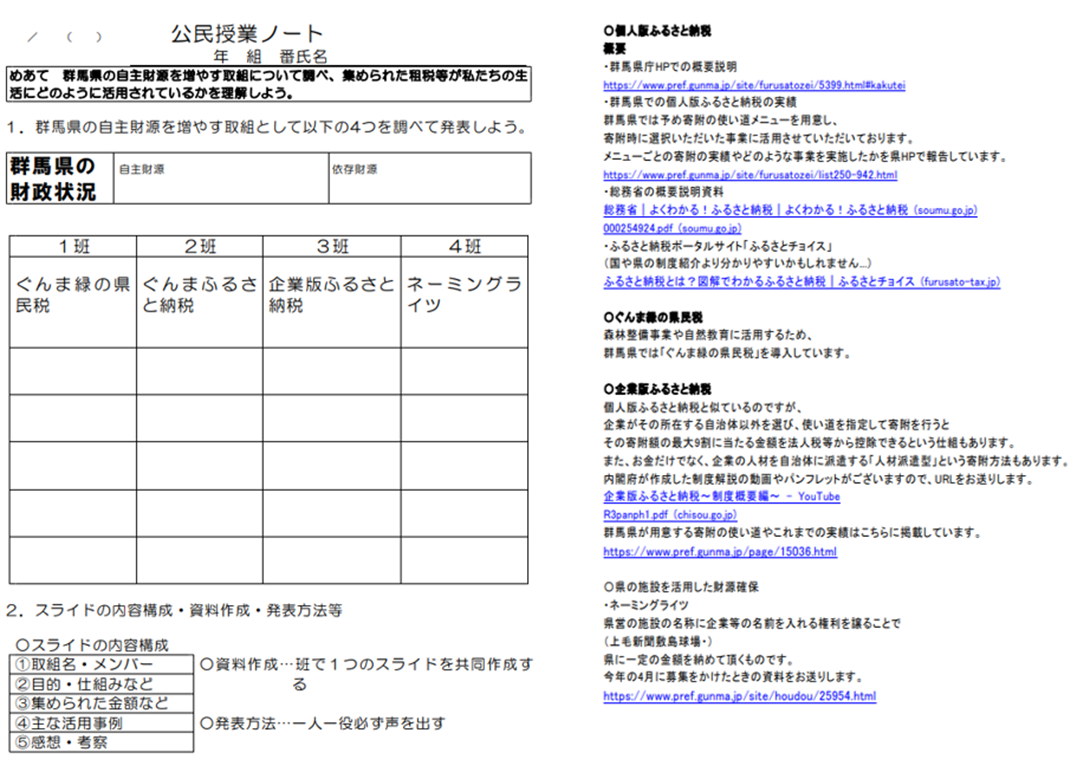 ／　（　）　公民授業ノート
年　組　番氏名
めあて　群馬県の自主財源を増やす取組について調べ、集められた租税等が私たちの生
活にどのように活用されているかを理解しよう。
１．群馬県の自主財源を増やす取組として以下の4つを調べて発表しよう。
群馬県の
財政状況
自主財源
依存財源
１班　２班　３班　４班
ぐんま緑の県
民税
ぐんまふるさ
と納税
企業版ふるさと
納税
ネーミングラ
イツ
２．スライドの内容構成・資料作成・発表方法等
〇スライドの内容構成
①取組名・メンバー
②目的・仕組みなど
③集められた金額など
④主な活用事例
⑤感想・考察
〇資料作成…班で１つのスライドを共同作成す
る
〇発表方法…一人一役必ず声を出す
〇個人版ふるさと納税
概要
・群馬県庁HPでの概要説明
https://www.pref.gunma.jp/site/furusatozei/5399.html#kakutei
・群馬県での個人版ふるさと納税の実績
群馬県では予め寄附の使い道メニューを用意し、
寄附時に選択いただいた事業に活用させていただいております。
メニューごとの寄附の実績やどのような事業を実施したかを県HPで報告しています。
https://www.pref.gunma.jp/site/furusatozei/list250-942.html
・総務省の概要説明資料
総務省｜よくわかる！ふるさと納税｜よくわかる！ふるさと納税 (soumu.go.jp)
000254924.pdf (soumu.go.jp)
・ふるさと納税ポータルサイト「ふるさとチョイス」
（国や県の制度紹介より分かりやすいかもしれません…）
ふるさと納税とは？図解でわかるふるさと納税｜ふるさとチョイス (furusato-tax.jp)
〇ぐんま緑の県民税
森林整備事業や自然教育に活用するため、
群馬県では「ぐんま緑の県民税」を導入しています。
〇企業版ふるさと納税
個人版ふるさと納税と似ているのですが、
企業がその所在する自治体以外を選び、使い道を指定して寄附を行うと
その寄附額の最大9割に当たる金額を法人税等から控除できるという仕組もあります。
また、お金だけでなく、企業の人材を自治体に派遣する「人材派遣型」という寄附方法もあります。
内閣府が作成した制度解説の動画やパンフレットがございますので、URLをお送りします。
企業版ふるさと納税～制度概要編～ - YouTube
R3panph1.pdf (chisou.go.jp)
群馬県が用意する寄附の使い道やこれまでの実績はこちらに掲載しています。
https://www.pref.gunma.jp/page/15036.html
〇県の施設を活用した財源確保
・ネーミングライツ
県営の施設の名称に企業等の名前を入れる権利を譲ることで
（上毛新聞敷島球場・）
県に一定の金額を納めて頂くものです。
今年の4月に募集をかけたときの資料をお送りします。
https://www.pref.gunma.jp/site/houdou/25954.html